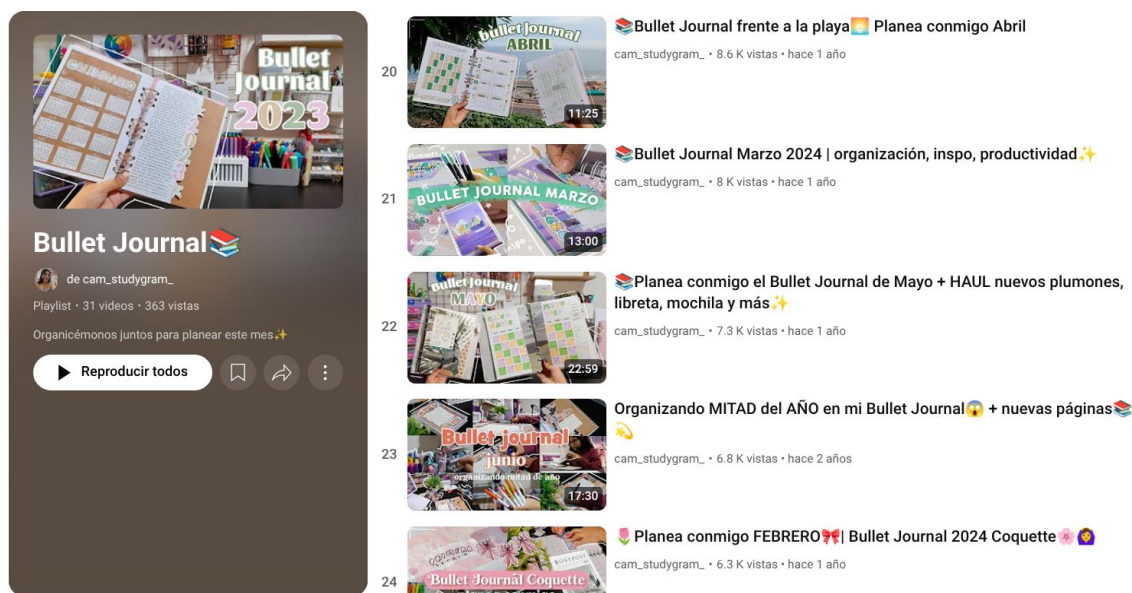 Bullet
Journal
2023
CALENDARIO
Bullet Journal📚
de cam_studygram_
Playlist • 31 videos • 363 vistas
Organicémonos juntos para planear este mes✨
Reproducir todos
20
bullet journal
ABRIL
CALENDARIO
11:25
📚Bullet Journal frente a la playa🌅 Planea conmigo Abril
cam_studygram_ • 8.6 K vistas • hace 1 año
21
BULLET JOURNAL MARZO
13:00
📚Bullet Journal Marzo 2024 | organización, inspo, productividad✨
cam_studygram_ • 8 K vistas • hace 1 año
22
Bullet Journal
MAYO
22:59
📚Planea conmigo el Bullet Journal de Mayo + HAUL nuevos plumones,
libreta, mochila y más✨
cam_studygram_ • 7.3 K vistas • hace 1 año
23
Bullet journal
junio
organizando mitad de año
17:30
Organizando MITAD del AÑO en mi Bullet Journal😱 + nuevas páginas📚
💫
cam_studygram_ • 6.8 K vistas • hace 2 años
24
Bullet Journal Coquette
🌷Planea conmigo FEBRERO🎀| Bullet Journal 2024 Coquette🌸🙆‍♀️
cam_studygram_ • 6.3 K vistas • hace 1 año